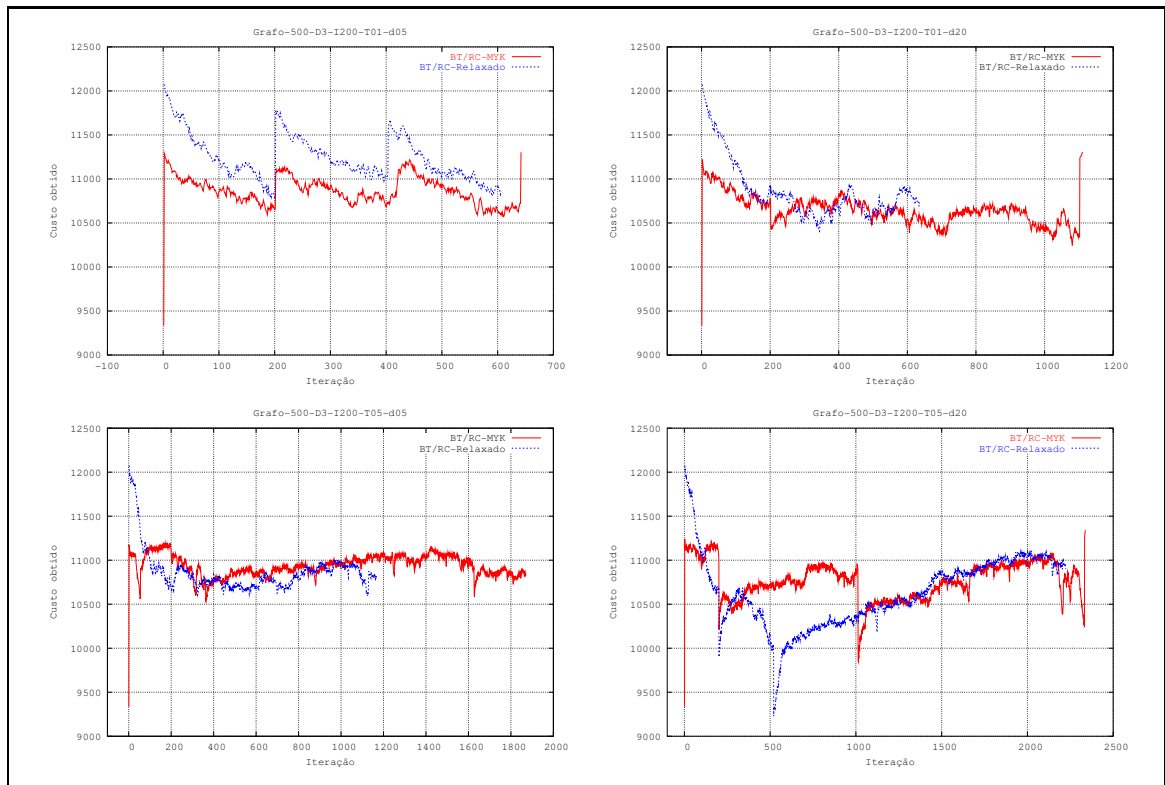 Grafo-500-D3-I200-T01-d05
12500
12000
11500
11000
10500
10000
9500
9000
Custo obtido
BT/RC-MYK
BT/RC-Relaxado
-100 0 100 200 300 400 500 600 700
Iteração
Grafo-500-D3-I200-T01-d20
12500
12000
11500
11000
10500
10000
9500
9000
Custo obtido
BT/RC-MYK
BT/RC-Relaxado
0 200 400 600 800 1000 1200
Iteração
Grafo-500-D3-I200-T05-d05
12500
12000
11500
11000
10500
10000
9500
9000
Custo obtido
BT/RC-MYK
BT/RC-Relaxado
0 200 400 600 800 1000 1200 1400 1600 1800 2000
Iteração
Grafo-500-D3-I200-T05-d20
12500
12000
11500
11000
10500
10000
9500
9000
Custo obtido
BT/RC-MYK
BT/RC-Relaxado
0 500 1000 1500 2000 2500
Iteração